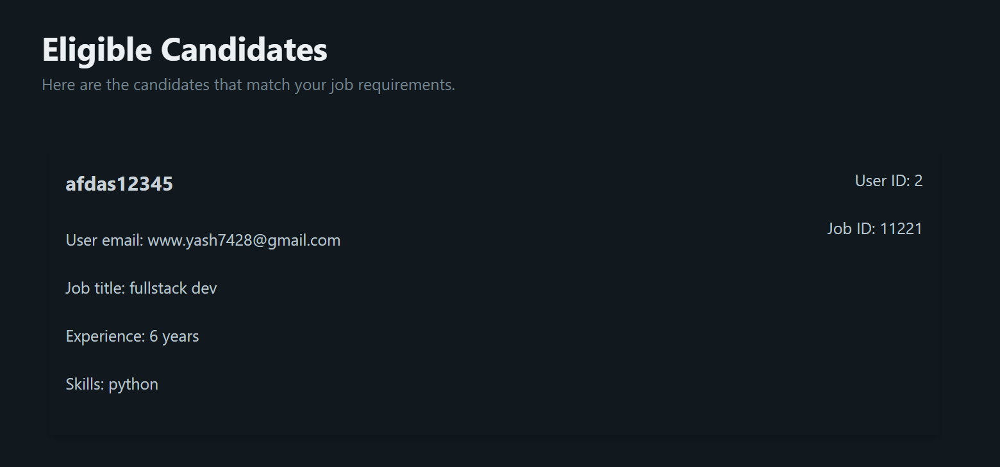 Eligible Candidates
Here are the candidates that match your job requirements.
afdas12345
User ID: 2
Job ID: 11221
User email: www.yash7428@gmail.com
Job title: fullstack dev
Experience: 6 years
Skills: python